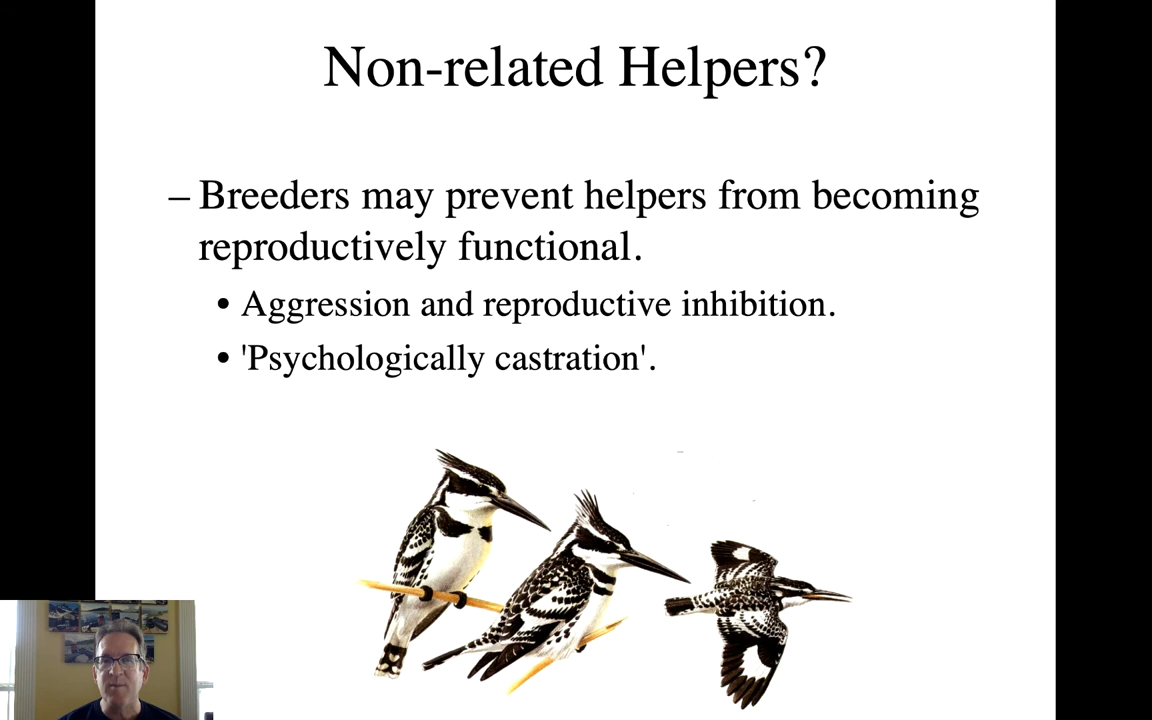 Non-related Helpers?
– Breeders may prevent helpers from becoming
reproductively functional.
• Aggression and reproductive inhibition.
• 'Psychologically castration'.